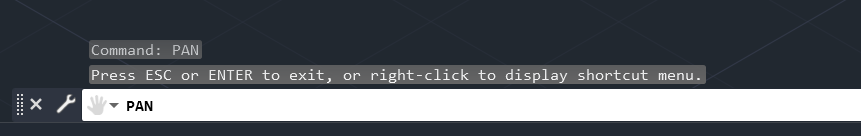 Command: PAN
Press ESC or ENTER to exit, or right-click to display shortcut menu.
PAN